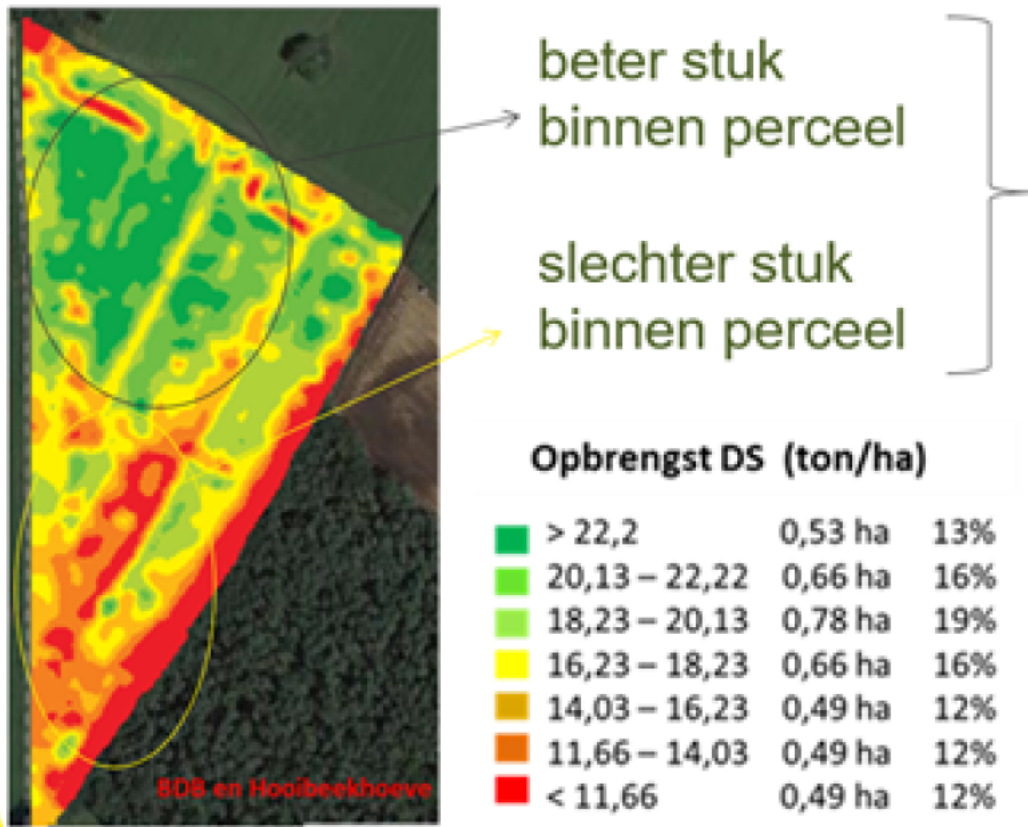 beter stuk
binnen perceel
slechter stuk
binnen perceel
Opbrengst DS (ton/ha)
> 22,2 0,53 ha 13%
20,13 – 22,22 0,66 ha 16%
18,23 – 20,13 0,78 ha 19%
16,23 – 18,23 0,66 ha 16%
14,03 – 16,23 0,49 ha 12%
11,66 – 14,03 0,49 ha 12%
< 11,66 0,49 ha 12%
BDB en Hooibeekhoeve